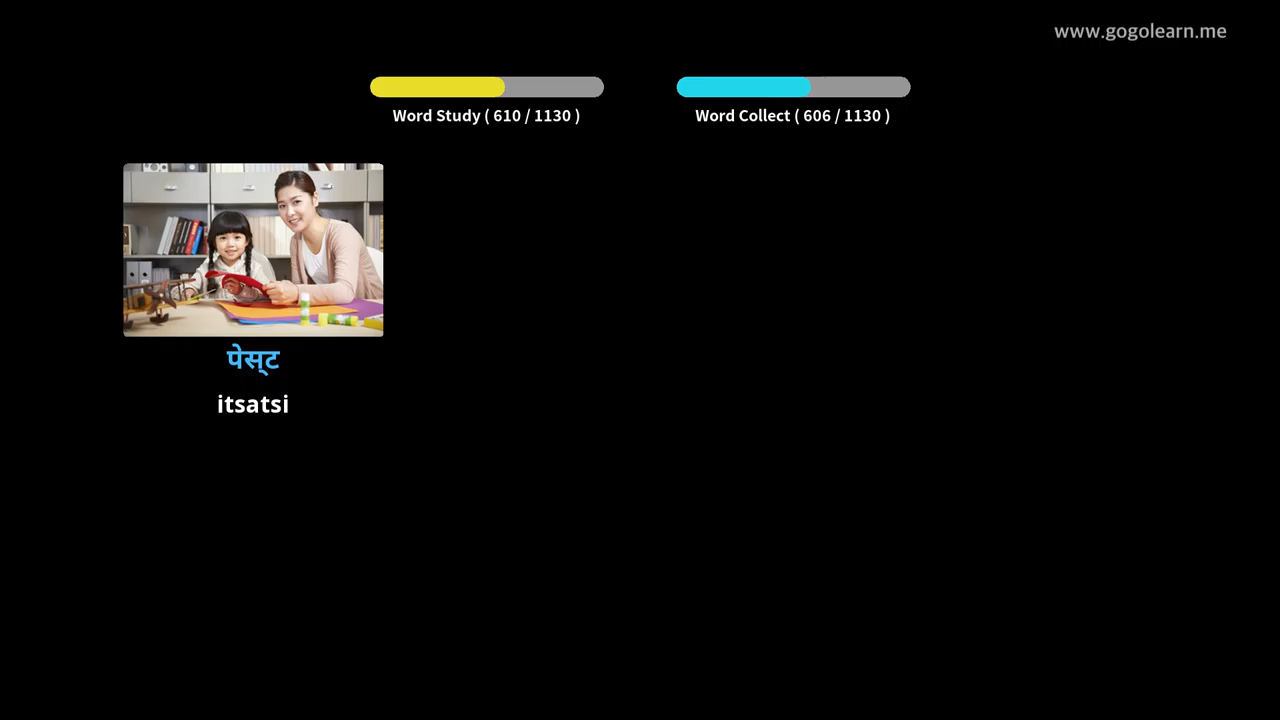 www.gogolearn.me
Word Study ( 610 / 1130 )
Word Collect ( 606 / 1130 )
पेस्‌ट
itsatsi